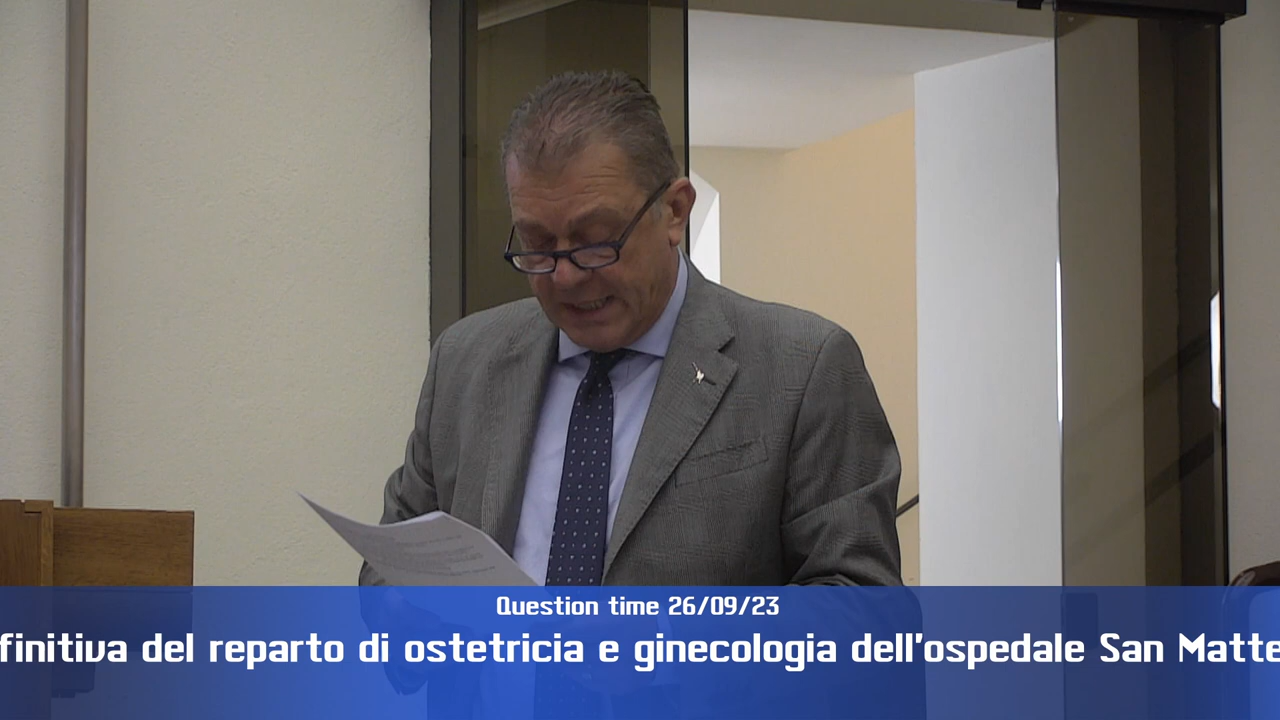 Question time 26/09/23
finitiva del reparto di ostetricia e ginecologia dell'ospedale San Matte